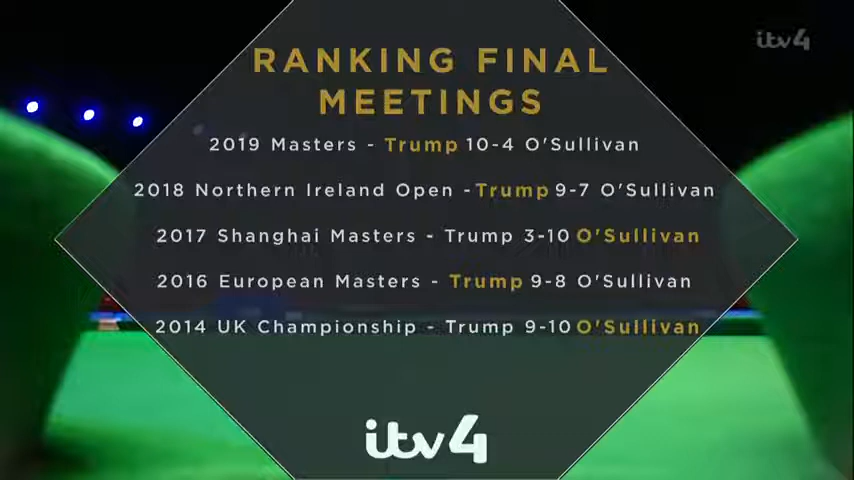 itv4
RANKING FINAL
MEETINGS
2019 Masters - Trump 10-4 O'Sullivan
2018 Northern Ireland Open - Trump 9-7 O'Sullivan
2017 Shanghai Masters - Trump 3-10 O'Sullivan
2016 European Masters - Trump 9-8 O'Sullivan
2014 UK Championship - Trump 9-10 O'Sullivan
itv4